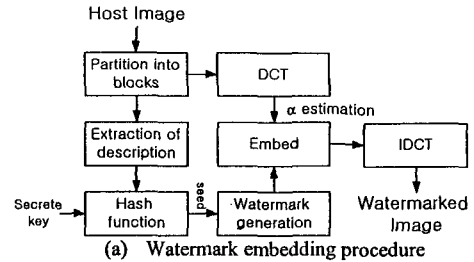 Host Image
Partition into
blocks
DCT
α estimation
Extraction of
description
Embed
IDCT
Secrete
key
Hash
function
seed
Watermark
generation
Watermarked
Image
(a) Watermark embedding procedure